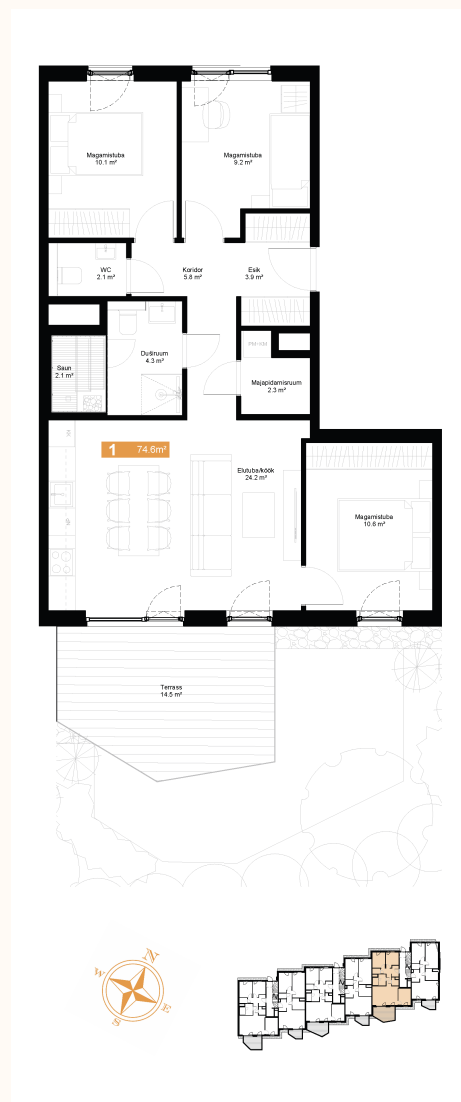 Magamistuba
10.1 m²
Magamistuba
9.2 m²
WC
2.1 m²
Koridor
5.8 m²
Esik
3.9 m²
Saun
2.1 m²
Duširuum
4.3 m²
PM+KM
Majapidamisruum
2.3 m²
1 74.6m²
Elutuba/köök
24.2 m²
Magamistuba
10.6 m²
Terrass
14.5 m²
N
W
E
S